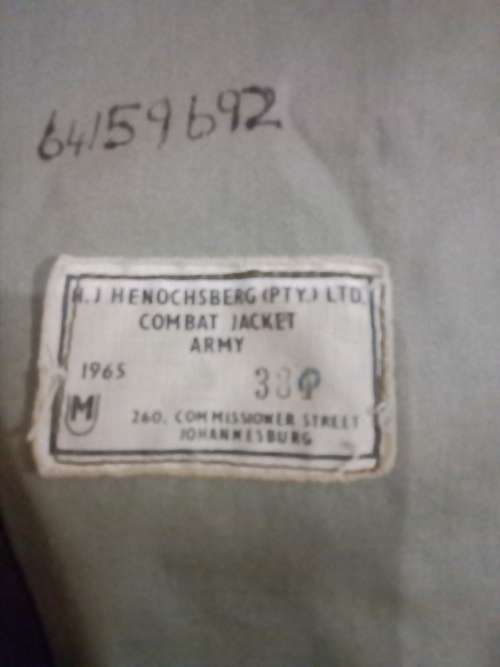 64159692
H.J HENOCHSBERG (PTY.) LTD.
COMBAT JACKET
ARMY
1965
M
260, COMMISSIONER STREET
JOHANNESBURG